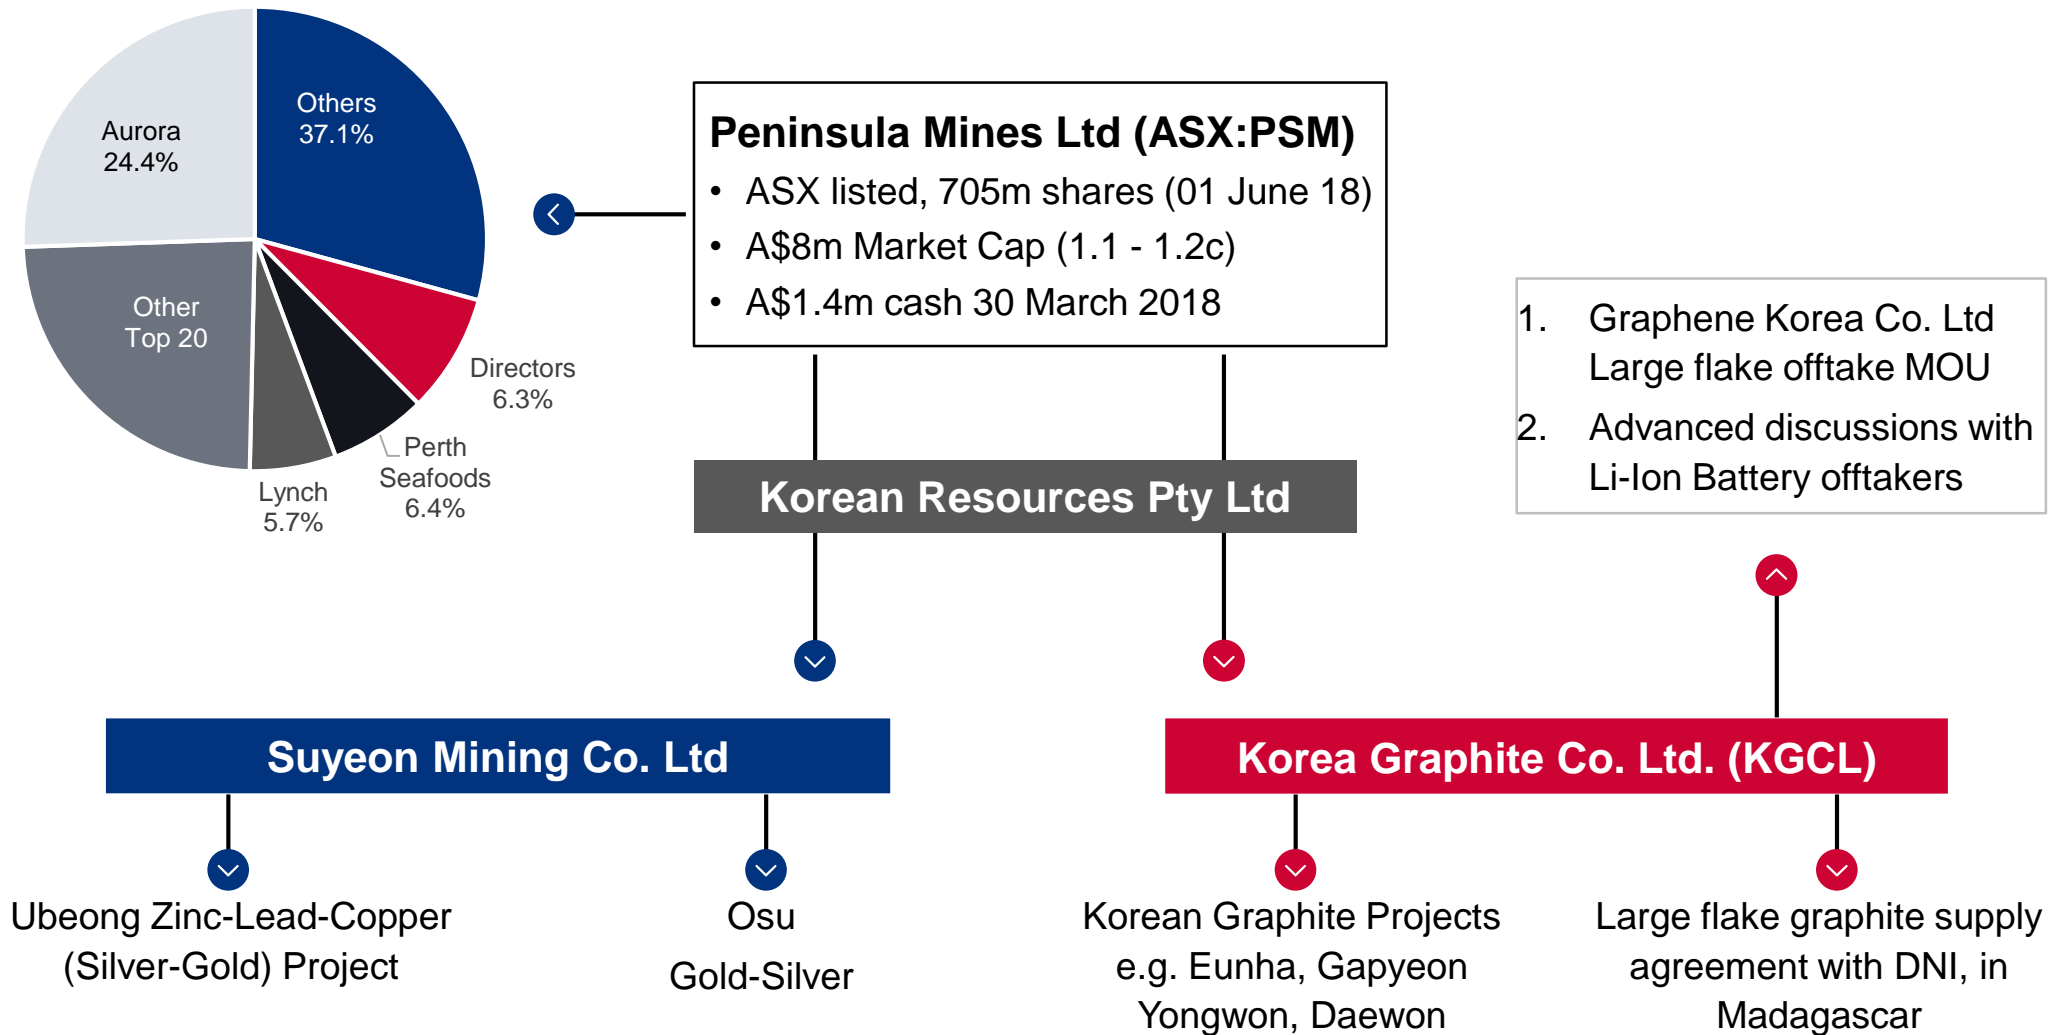 Others
37.1%
Aurora
24.4%
Other
Top 20
Directors
6.3%
Perth
Seafoods
6.4%
Lynch
5.7%
Peninsula Mines Ltd (ASX:PSM)
• ASX listed, 705m shares (01 June 18)
• A$8m Market Cap (1.1 - 1.2c)
• A$1.4m cash 30 March 2018
1. Graphene Korea Co. Ltd
Large flake offtake MOU
2. Advanced discussions with
Li-Ion Battery offtakers
Korean Resources Pty Ltd
Suyeon Mining Co. Ltd
Korea Graphite Co. Ltd. (KGCL)
Ubeong Zinc-Lead-Copper
(Silver-Gold) Project
Osu
Gold-Silver
Korean Graphite Projects
e.g. Eunha, Gapyeon
Yongwon, Daewon
Large flake graphite supply
agreement with DNI, in
Madagascar